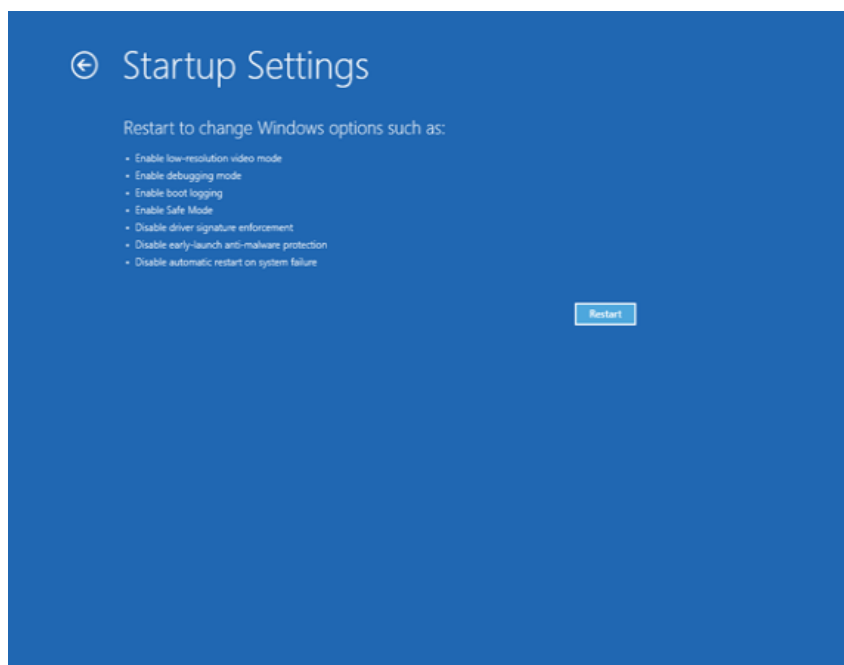 Startup Settings
Restart to change Windows options such as:
• Enable low-resolution video mode
• Enable debugging mode
• Enable boot logging
• Enable Safe Mode
• Disable driver signature enforcement
• Disable early-launch anti-malware protection
• Disable automatic restart on system failure
Restart